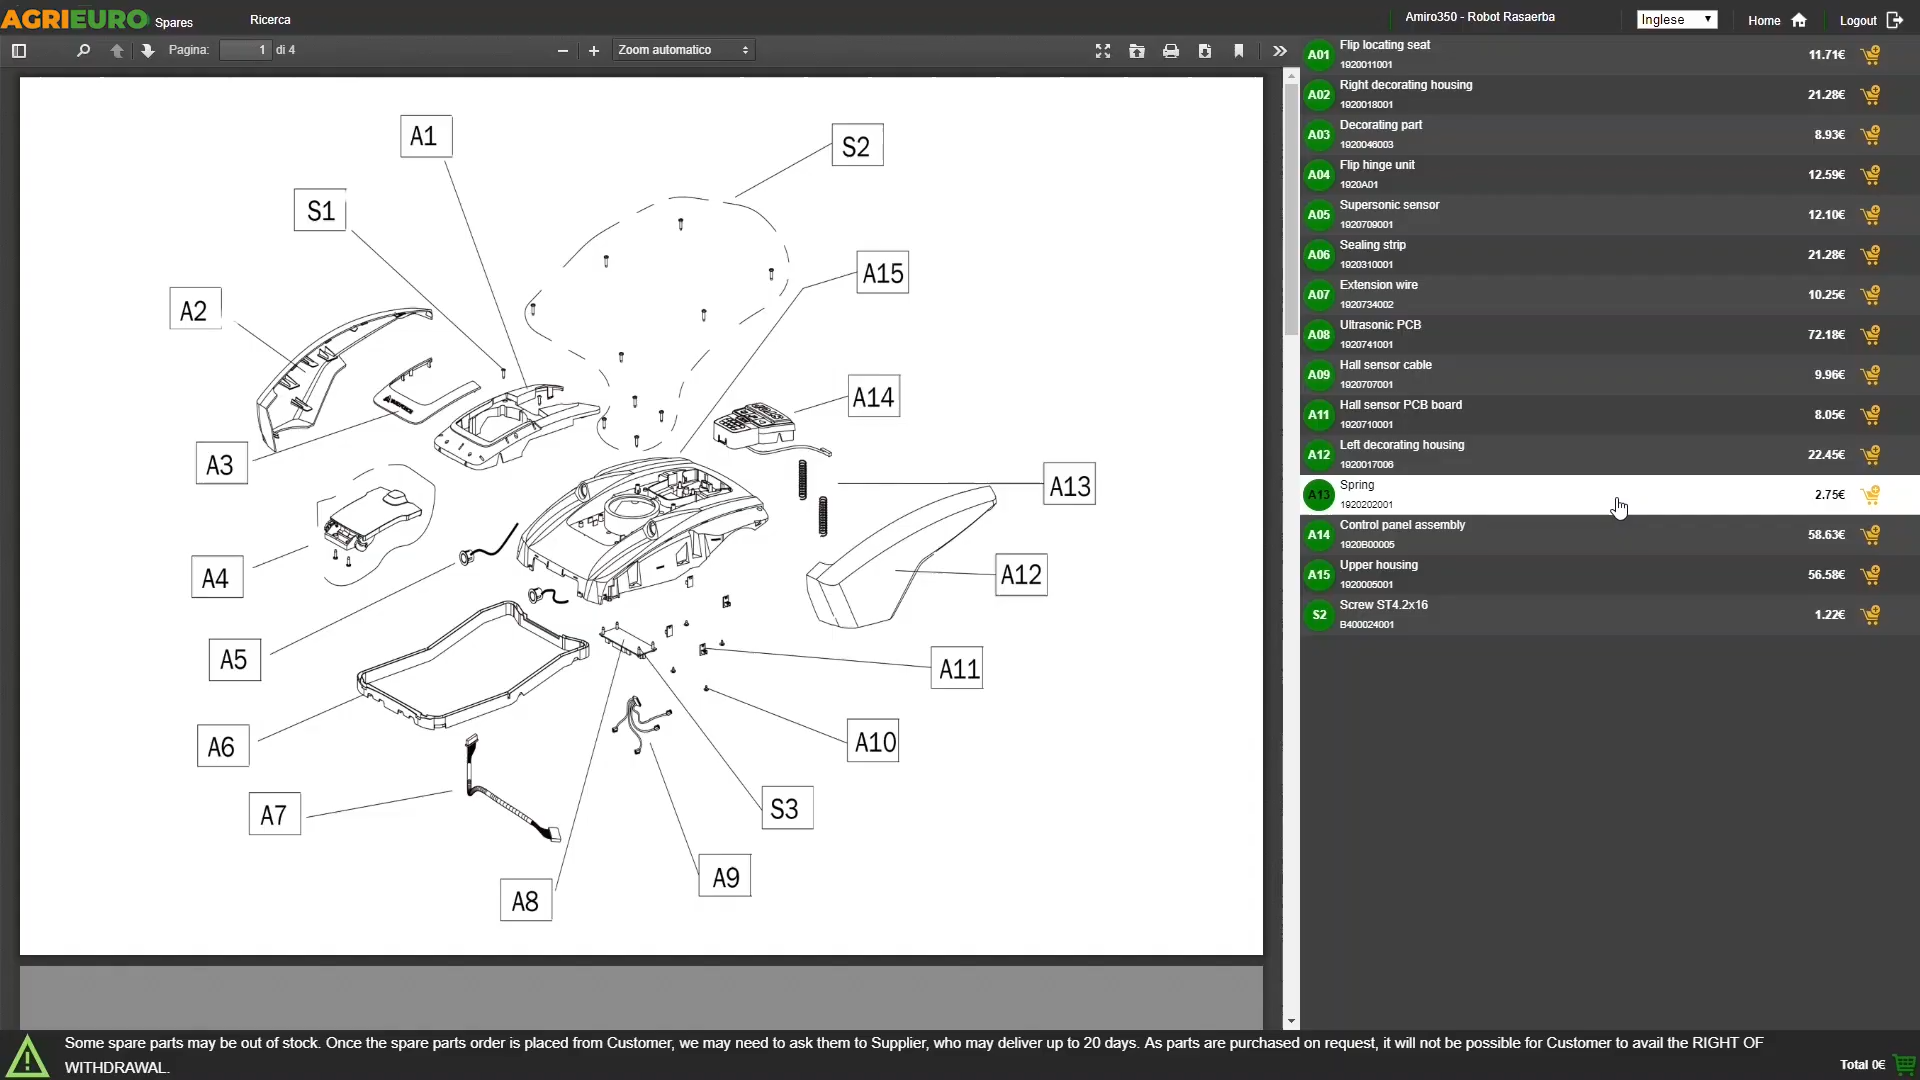 AGRIEURO Spares
Ricerca
Amiro350 - Robot Rasaerba
Inglese
Home
Logout
Pagina: 1 di 4
Zoom automatico
A1
S2
S1
A15
A2
A14
A3
A13
A4
A12
A5
A11
A6
A10
A7
S3
A9
A8
A01 Flip locating seat 11.71€
1920011001
A02 Right decorating housing 21.28€
1920018001
A03 Decorating part 8.93€
1920046003
A04 Flip hinge unit 12.59€
1920A01
A05 Supersonic sensor 12.10€
1920709001
A06 Sealing strip 21.28€
1920310001
A07 Extension wire 10.25€
1920734002
A08 Ultrasonic PCB 72.18€
1920741001
A09 Hall sensor cable 9.96€
1920707001
A11 Hall sensor PCB board 8.05€
1920710001
A12 Left decorating housing 22.45€
1920017006
A13 Spring 2.75€
1920202001
A14 Control panel assembly 58.63€
1920B00005
A15 Upper housing 56.58€
1920005001
S2 Screw ST4.2x16 1.22€
B400024001
Some spare parts may be out of stock. Once the spare parts order is placed from Customer, we may need to ask them to Supplier, who may deliver up to 20 days. As parts are purchased on request, it will not be possible for Customer to avail the RIGHT OF
WITHDRAWAL.
Total 0€